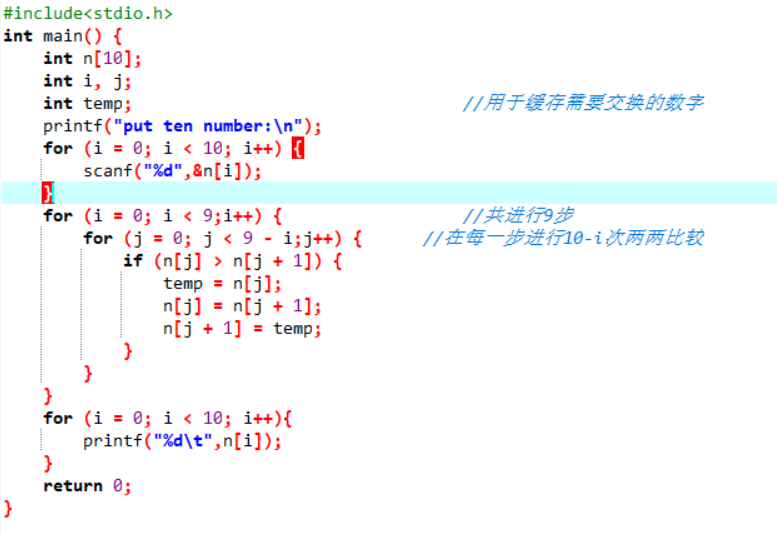 #include<stdio.h>
int main() {
int n[10];
int i, j;
int temp; //用于缓存需要交换的数字
printf("put ten number:\n");
for (i = 0; i < 10; i++) {
scanf("%d",&n[i]);
}
for (i = 0; i < 9;i++) { //共进行9步
for (j = 0; j < 9 - i;j++) { //在每一步进行10-i次两两比较
if (n[j] > n[j + 1]) {
temp = n[j];
n[j] = n[j + 1];
n[j + 1] = temp;
}
}
}
for (i = 0; i < 10; i++){
printf("%d\t",n[i]);
}
return 0;
}